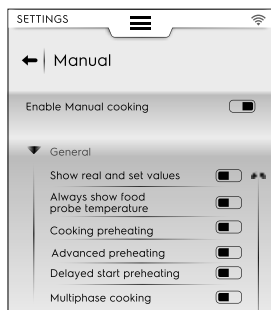 SETTINGS
Manual
Enable Manual cooking
General
Show real and set values
Always show food
probe temperature
Cooking preheating
Advanced preheating
Delayed start preheating
Multiphase cooking